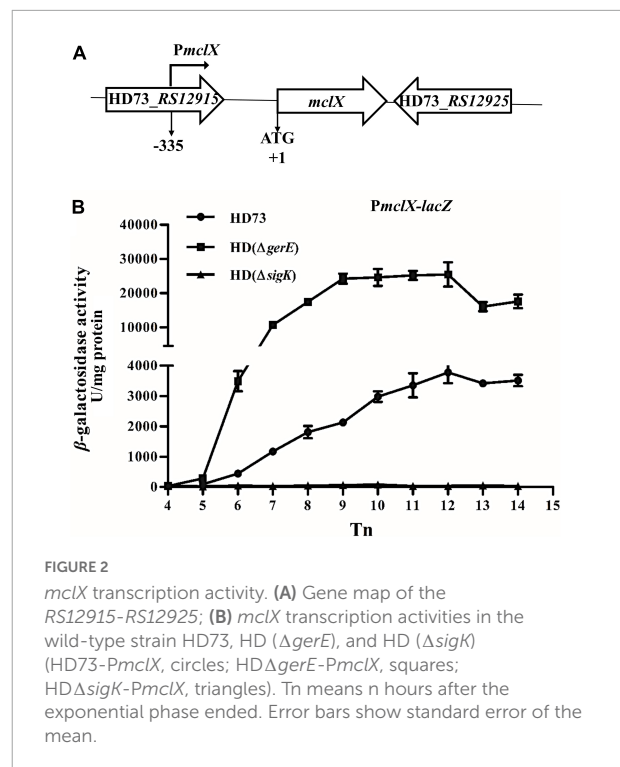 A
PmclX
HD73_RS12915
mclX
HD73_RS12925
-335
ATG
+1
B
PmclX-lacZ
HD73
HD(ΔgerE)
HD(ΔsigK)
β-galactosidase activity
U/mg protein
40000
30000
20000
10000
4000
3000
2000
1000
0
4 5 6 7 8 9 10 11 12 13 14 15
Tn
FIGURE 2
mclX transcription activity. (A) Gene map of the
RS12915-RS12925; (B) mclX transcription activities in the
wild-type strain HD73, HD (ΔgerE), and HD (ΔsigK)
(HD73-PmclX, circles; HDΔgerE-PmclX, squares;
HDΔsigK-PmclX, triangles). Tn means n hours after the
exponential phase ended. Error bars show standard error of the
mean.